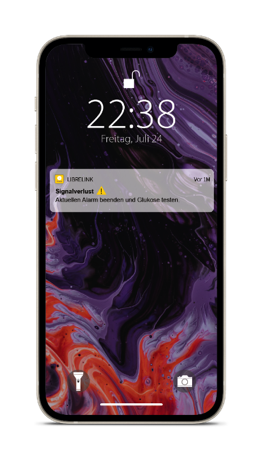 22:38
Freitag, Juli 24
LIBRELINK Vor 1M
Signalverlust ⚠️
Aktuellen Alarm beenden und Glukose testen.